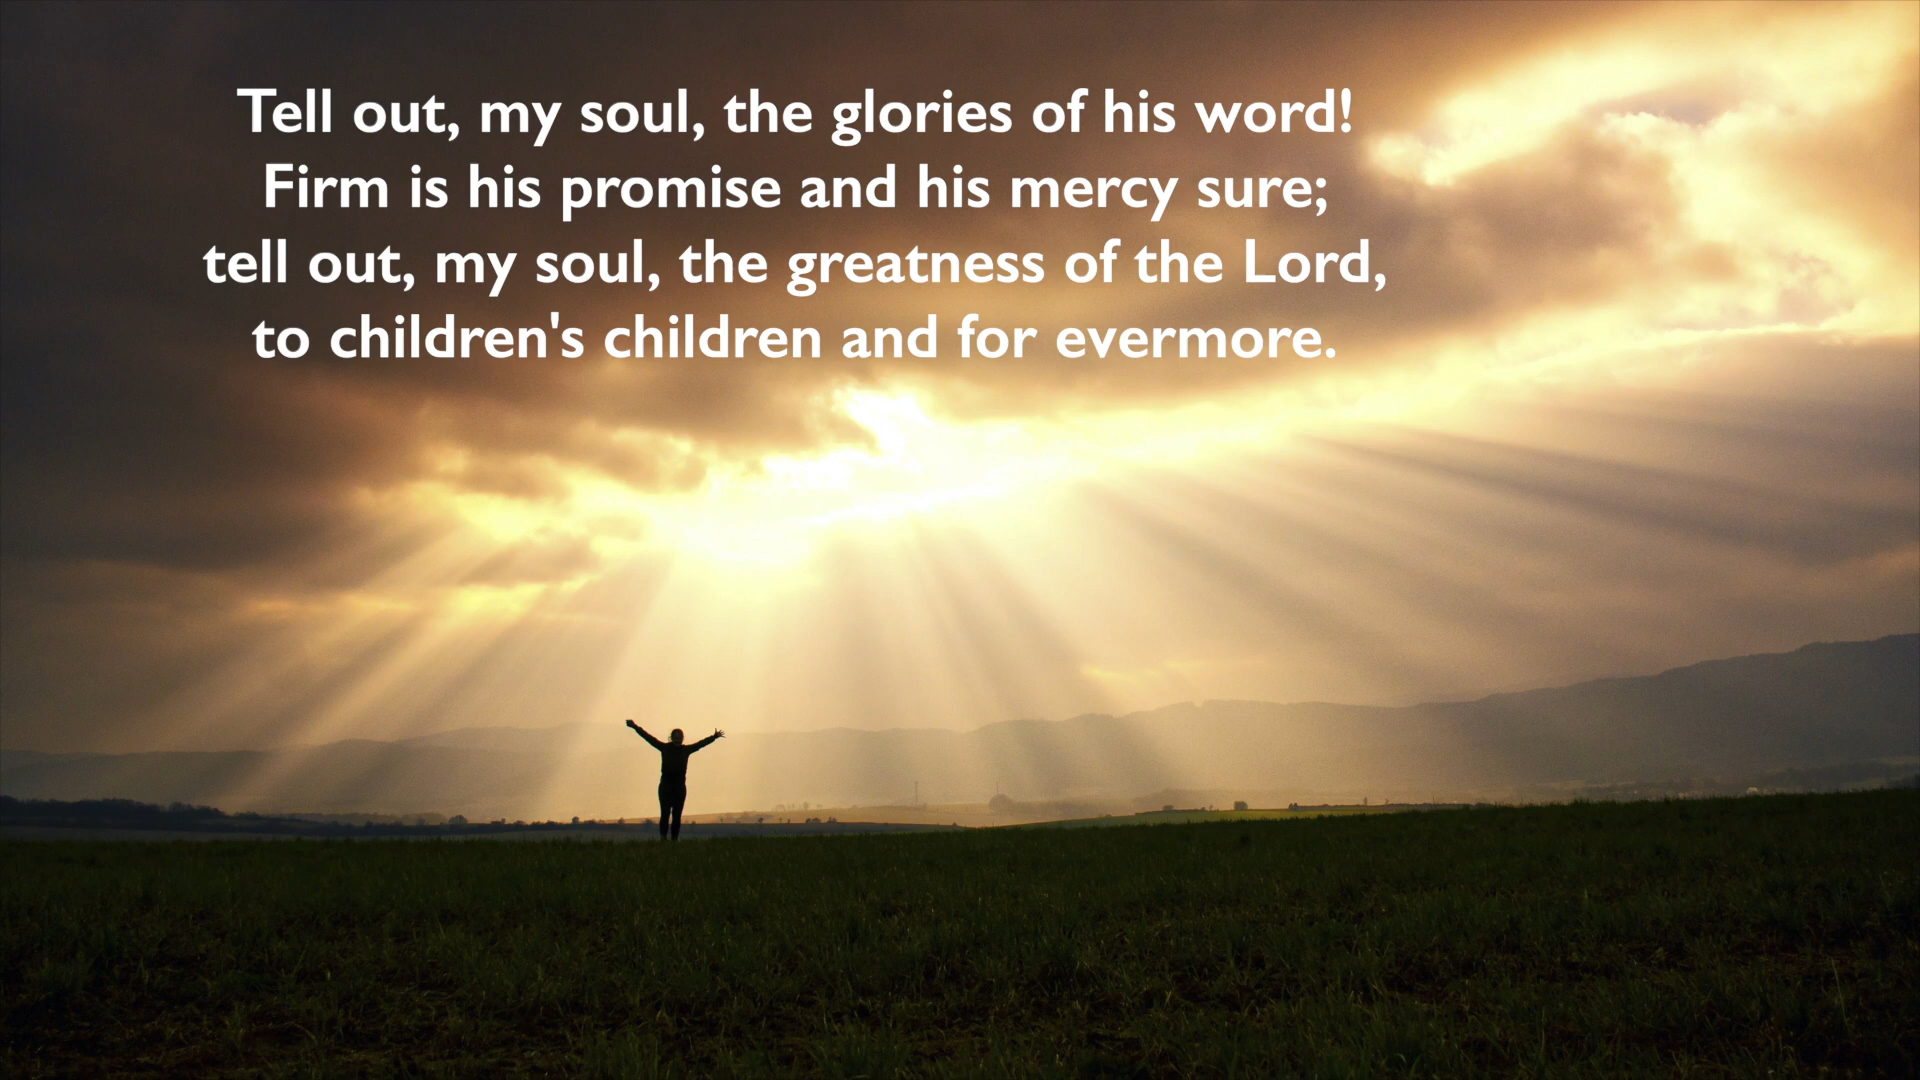 Tell out, my soul, the glories of his word!
Firm is his promise and his mercy sure;
tell out, my soul, the greatness of the Lord,
to children's children and for evermore.